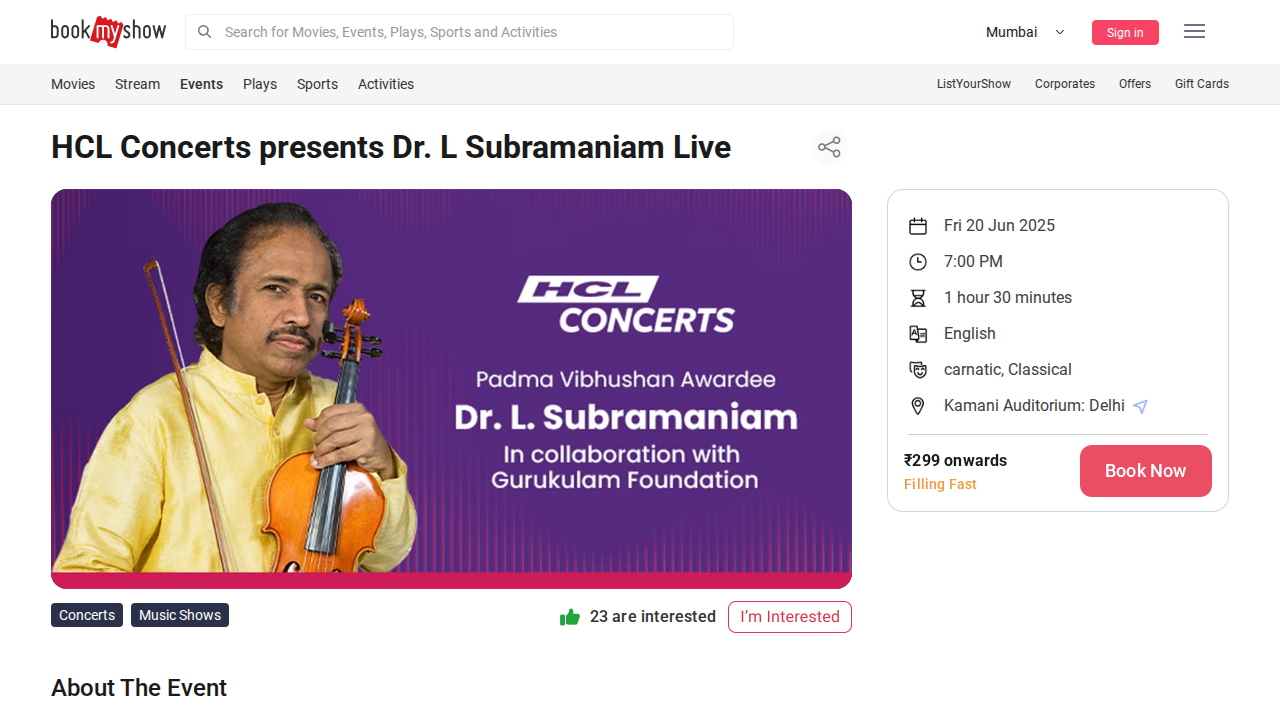 book my show
Search for Movies, Events, Plays, Sports and Activities
Mumbai
Sign in
Movies
Stream
Events
Plays
Sports
Activities
ListYourShow
Corporates
Offers
Gift Cards
HCL Concerts presents Dr. L Subramaniam Live
HCL
CONCERTS
Padma Vibhushan Awardee
Dr. L. Subramaniam
In collaboration with
Gurukulam Foundation
Fri 20 Jun 2025
7:00 PM
1 hour 30 minutes
English
carnatic, Classical
Kamani Auditorium: Delhi
₹299 onwards
Filling Fast
Book Now
Concerts
Music Shows
23 are interested
I'm Interested
About The Event